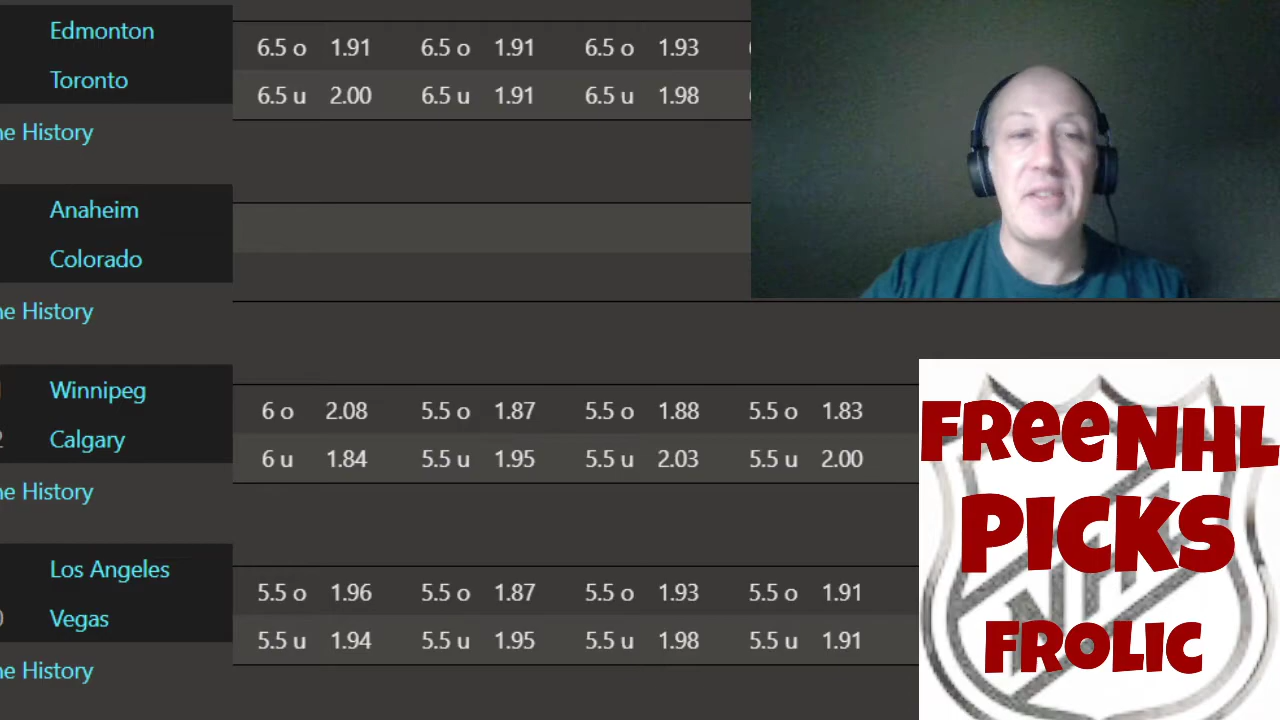 Edmonton
6.5 o 1.91 6.5 o 1.91 6.5 o 1.93
Toronto
6.5 u 2.00 6.5 u 1.91 6.5 u 1.98
ne History
Anaheim
Colorado
ne History
Winnipeg
6 o 2.08 5.5 o 1.87 5.5 o 1.88 5.5 o 1.83
Calgary
6 u 1.84 5.5 u 1.95 5.5 u 2.03 5.5 u 2.00
ne History
Los Angeles
5.5 o 1.96 5.5 o 1.87 5.5 o 1.93 5.5 o 1.91
Vegas
5.5 u 1.94 5.5 u 1.95 5.5 u 1.98 5.5 u 1.91
ne History
FReeNHL
PICKS
FROLIC
NHL